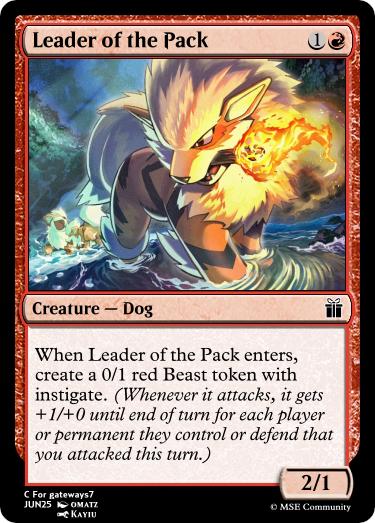 Leader of the Pack 1
Creature — Dog
When Leader of the Pack enters,
create a 0/1 red Beast token with
instigate. (Whenever it attacks, it gets
+1/+0 until end of turn for each player
or permanent they control or defend that
you attacked this turn.)
2/1
C For gateways7
JUN25 OMATZ
KAYIU
© MSE Community